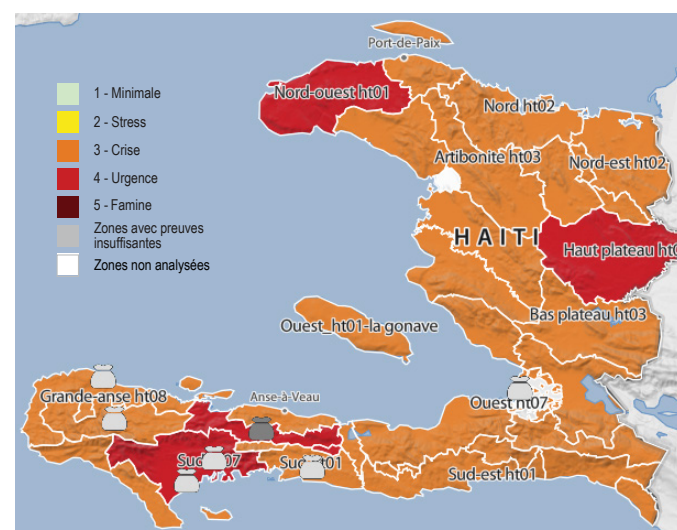 Port-de-Paix
1 - Minimale
2 - Stress
3 - Crise
4 - Urgence
5 - Famine
Zones avec preuves
insuffisantes
Zones non analysées
Nord-ouest ht01
Nord ht02
Artibonite ht03
Nord-est ht02
HAITI
Haut plateau
Bas plateau ht03
Ouest_ht01-la gonave
Grande-anse ht08
Anse-à-Veau
Ouest ht07
Sud-est ht01